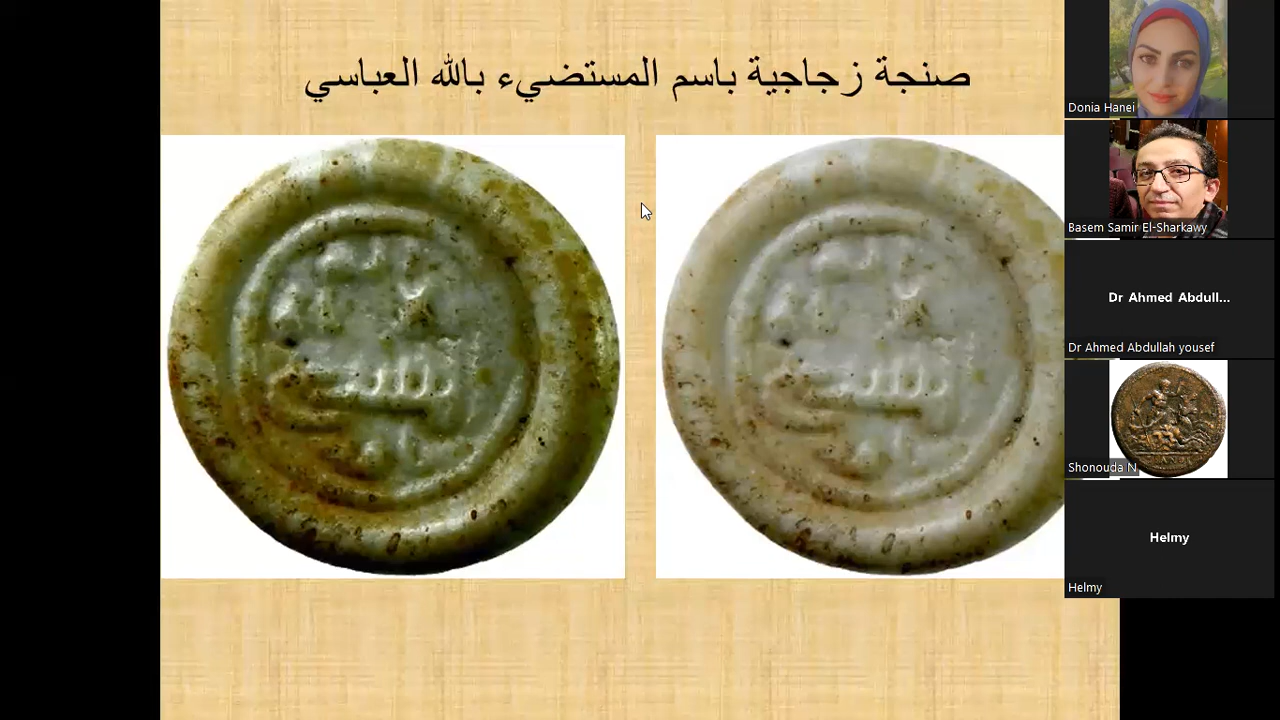 صنجة زجاجية باسم المستضيء بالله العباسي
Donia Hanei
Basem Samir El-Sharkawy
Dr Ahmed Abdull...
Dr Ahmed Abdullah yousef
Shonouda N
Helmy
Helmy